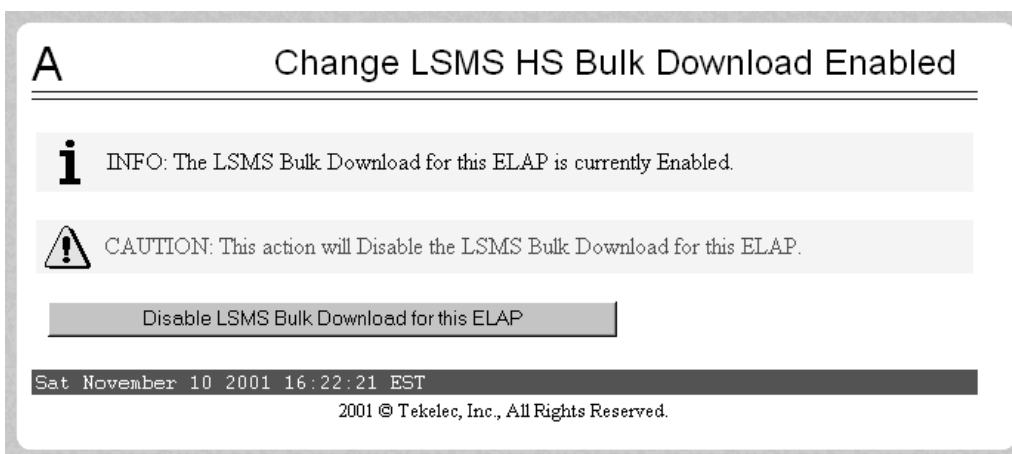 A
Change LSMS HS Bulk Download Enabled
INFO: The LSMS Bulk Download for this ELAP is currently Enabled.
CAUTION: This action will Disable the LSMS Bulk Download for this ELAP.
Disable LSMS Bulk Download for this ELAP
Sat November 10 2001 16:22:21 EST
2001 © Tekelec, Inc., All Rights Reserved.